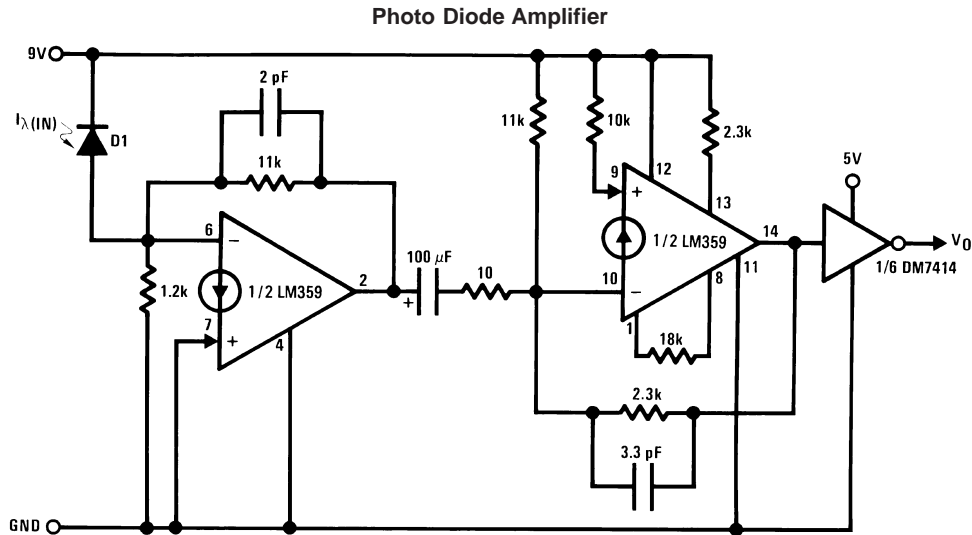 Photo Diode Amplifier
9V
Iλ(IN)
D1
2 pF
11k
6
−
1/2 LM359
7
+
4
2
1.2k
100 μF
+
10
11k
10k
2.3k
9
+
12
13
1/2 LM359
14
10
−
11
8
1
18k
2.3k
3.3 pF
5V
VO
1/6 DM7414
GND